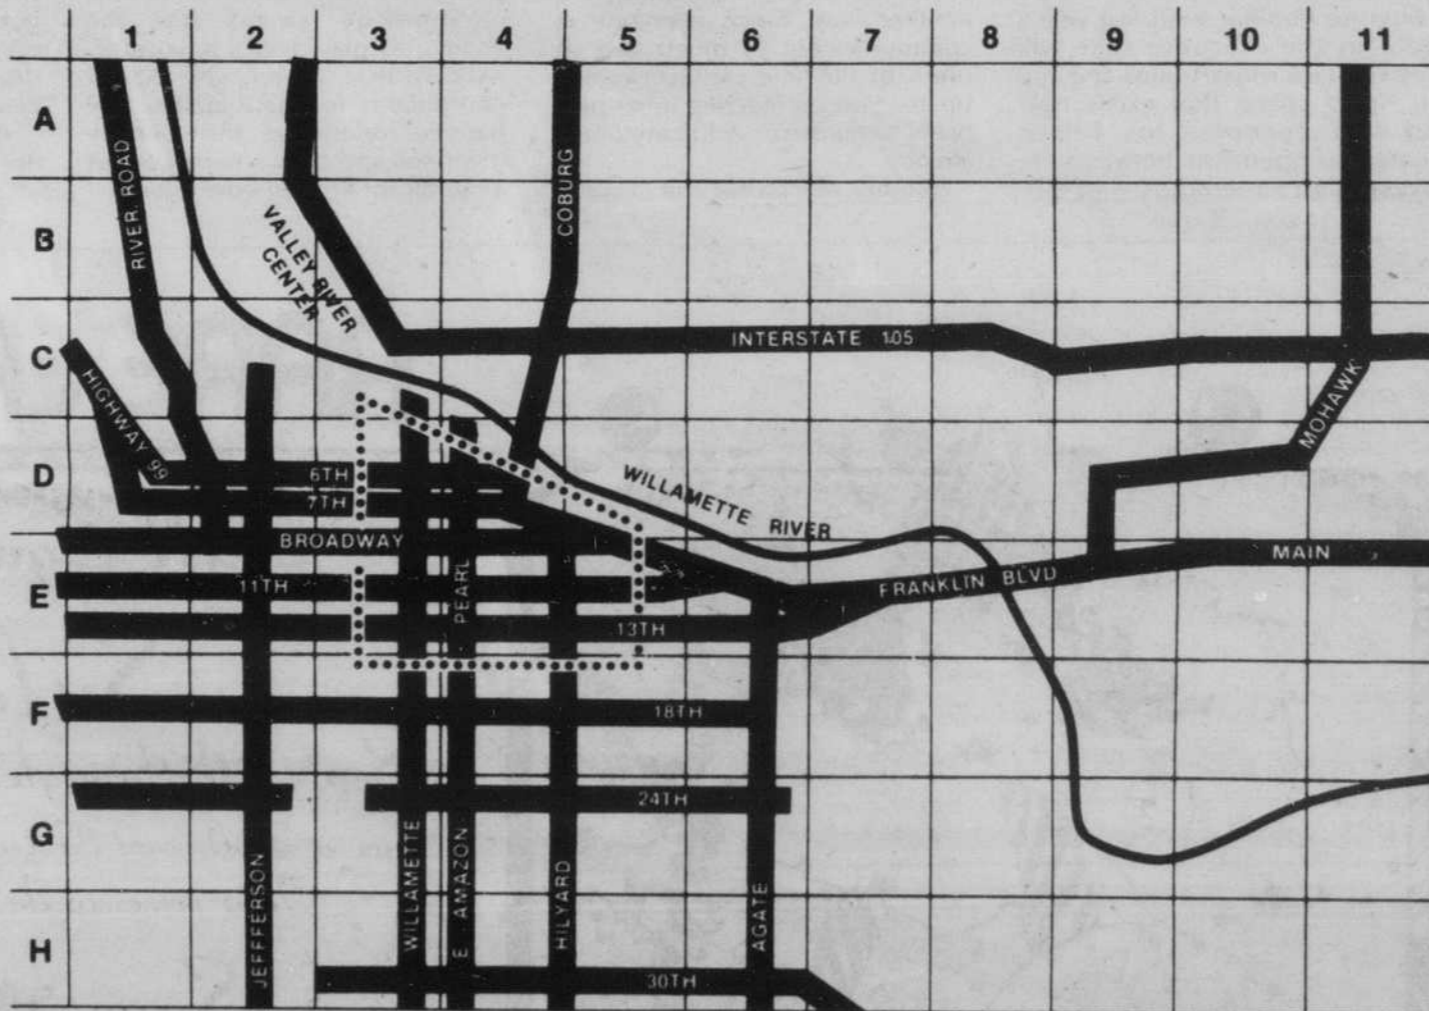 1 2 3 4 5 6 7 8 9 10 11
A
B
C
D
E
F
G
H
RIVER ROAD
VALLEY RIVER
CENTER
COBURG
INTERSTATE 105
HIGHWAY 99
MOHAWK
6TH
7TH
WILLAMETTE RIVER
BROADWAY
MAIN
11TH
PEARL
FRANKLIN BLVD
13TH
18TH
24TH
JEFFFERSON
WILLAMETTE
E AMAZON
HILYARD
AGATE
30TH